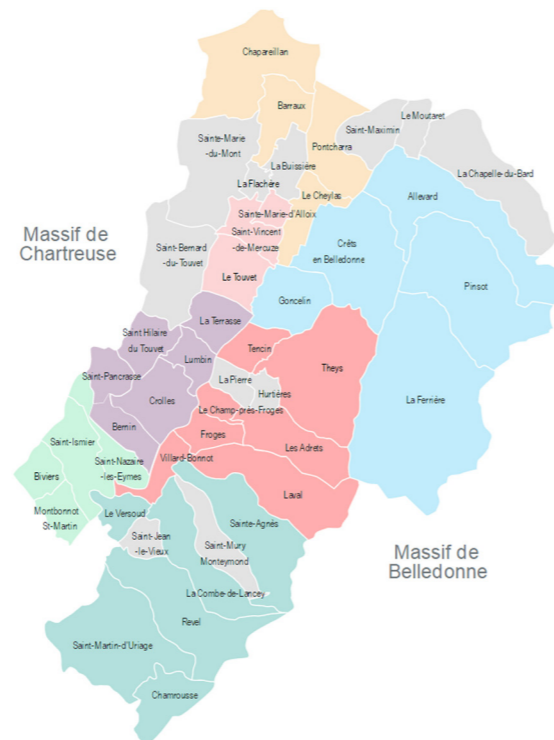 Chapareillan
Barraux
Le Moutaret
Saint-Maximin
Sainte-Marie
-du-Mont
Pontcharra
La Buissière
La Chapelle-du-Bard
La Flachère
Le Cheylas
Allevard
Sainte-Marie-d'Alloix
Massif de
Chartreuse
Saint-Vincent
-de-Mercuze
Crêts
en Belledonne
Saint-Bernard
-du-Touvet
Le Touvet
Pinsot
Goncelin
La Terrasse
Saint Hilaire
du Touvet
Tencin
Lumbin
Theys
Saint-Pancrasse
La Pierre
Hurtières
Crolles
La Ferrière
Le Champ-près-Froges
Bernin
Froges
Saint-Ismier
Les Adrets
Saint-Nazaire
-les-Eymes
Villard-Bonnot
Biviers
Laval
Montbonnot
St-Martin
Le Versoud
Sainte-Agnès
Saint-Jean
-le-Vieux
Saint-Mury
Monteymond
Massif de
Belledonne
La Combe-de-Lancey
Revel
Saint-Martin-d'Uriage
Chamrousse